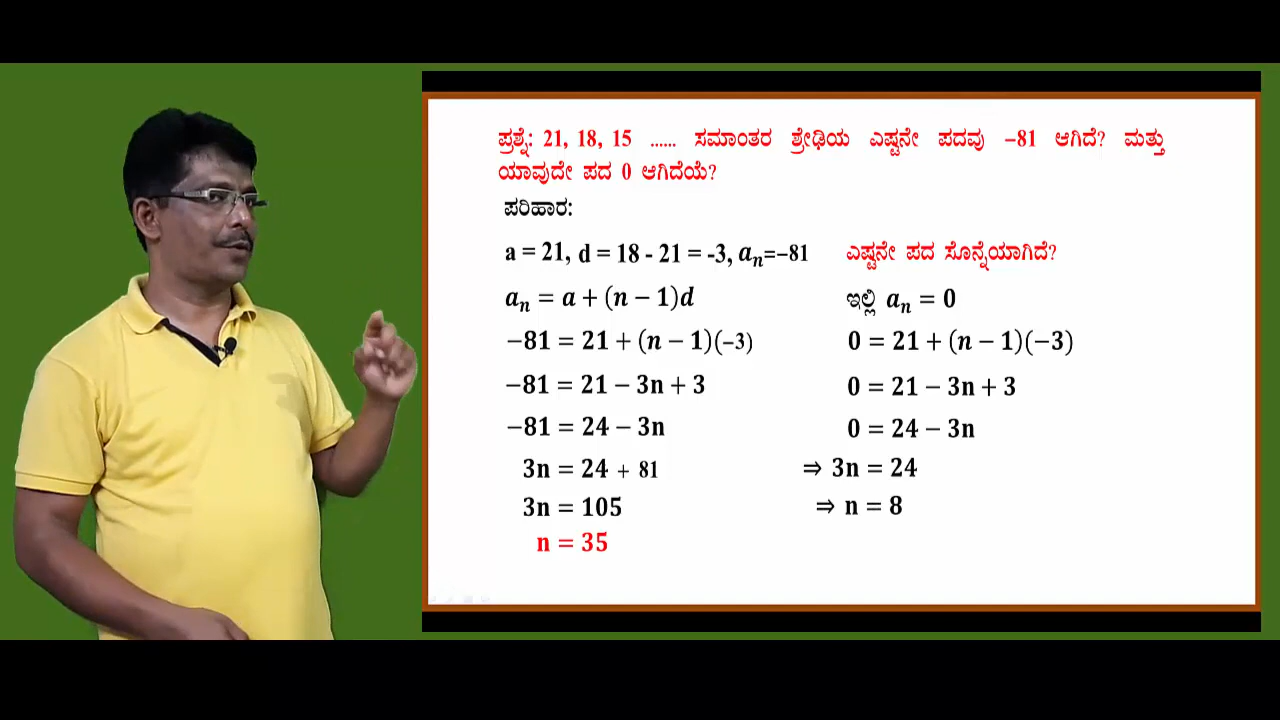 ಪ್ರಶ್ನೆ: 21, 18, 15 ...... ಸಮಾಂತರ ಶ್ರೇಢಿಯ ಎಷ್ಟನೇ ಪದವು −81 ಆಗಿದೆ? ಮತ್ತು
ಯಾವುದೇ ಪದ 0 ಆಗಿದೆಯೆ?
ಪರಿಹಾರ:
a = 21, d = 18 - 21 = -3, aₙ=−81
aₙ = a + (n − 1)d
−81 = 21 + (n − 1)(−3)
−81 = 21 − 3n + 3
−81 = 24 − 3n
3n = 24 + 81
3n = 105
n = 35
ಎಷ್ಟನೇ ಪದ ಸೊನ್ನೆಯಾಗಿದೆ?
ಇಲ್ಲಿ aₙ = 0
0 = 21 + (n − 1)(−3)
0 = 21 − 3n + 3
0 = 24 − 3n
⇒ 3n = 24
⇒ n = 8